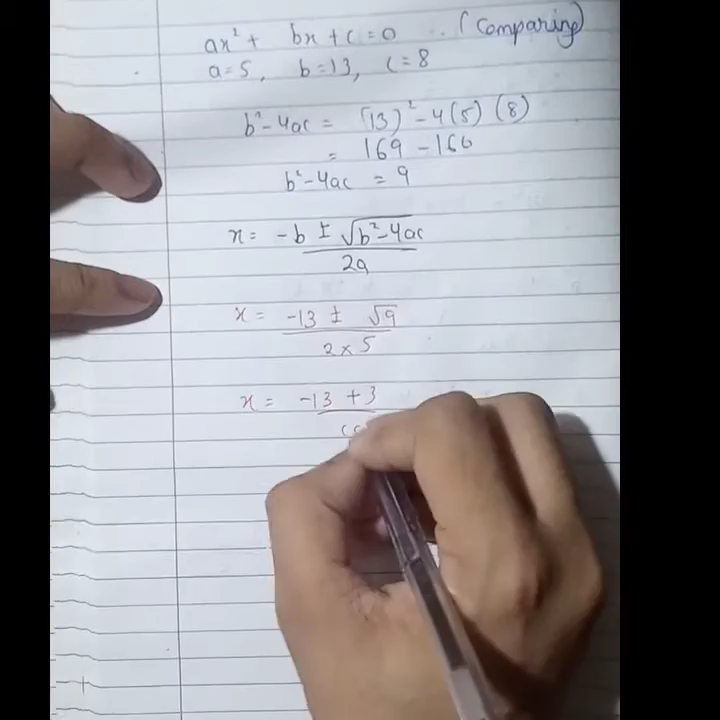 ax² + bx + c = 0 .. (Comparing)
a = 5, b = 13, c = 8
b² - 4ac = (13)² - 4(5) (8)
= 169 - 160
b² - 4ac = 9
x = -b ± √b² - 4ac
2a
x = -13 ± √9
2 × 5
x = -13 + 3